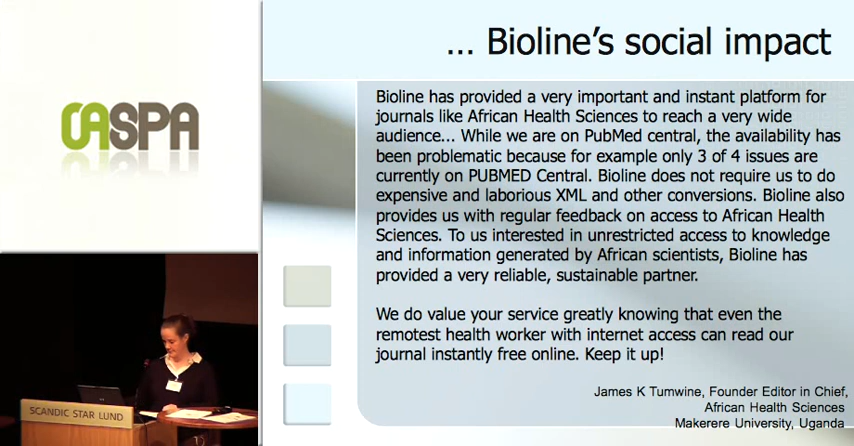 OASPA
... Bioline's social impact
Bioline has provided a very important and instant platform for
journals like African Health Sciences to reach a very wide
audience... While we are on PubMed central, the availability has
been problematic because for example only 3 of 4 issues are
currently on PUBMED Central. Bioline does not require us to do
expensive and laborious XML and other conversions. Bioline also
provides us with regular feedback on access to African Health
Sciences. To us interested in unrestricted access to knowledge
and information generated by African scientists, Bioline has
provided a very reliable, sustainable partner.
We do value your service greatly knowing that even the
remotest health worker with internet access can read our
journal instantly free online. Keep it up!
James K Tumwine, Founder Editor in Chief,
African Health Sciences
Makerere University, Uganda
SCANDIC STAR LUND